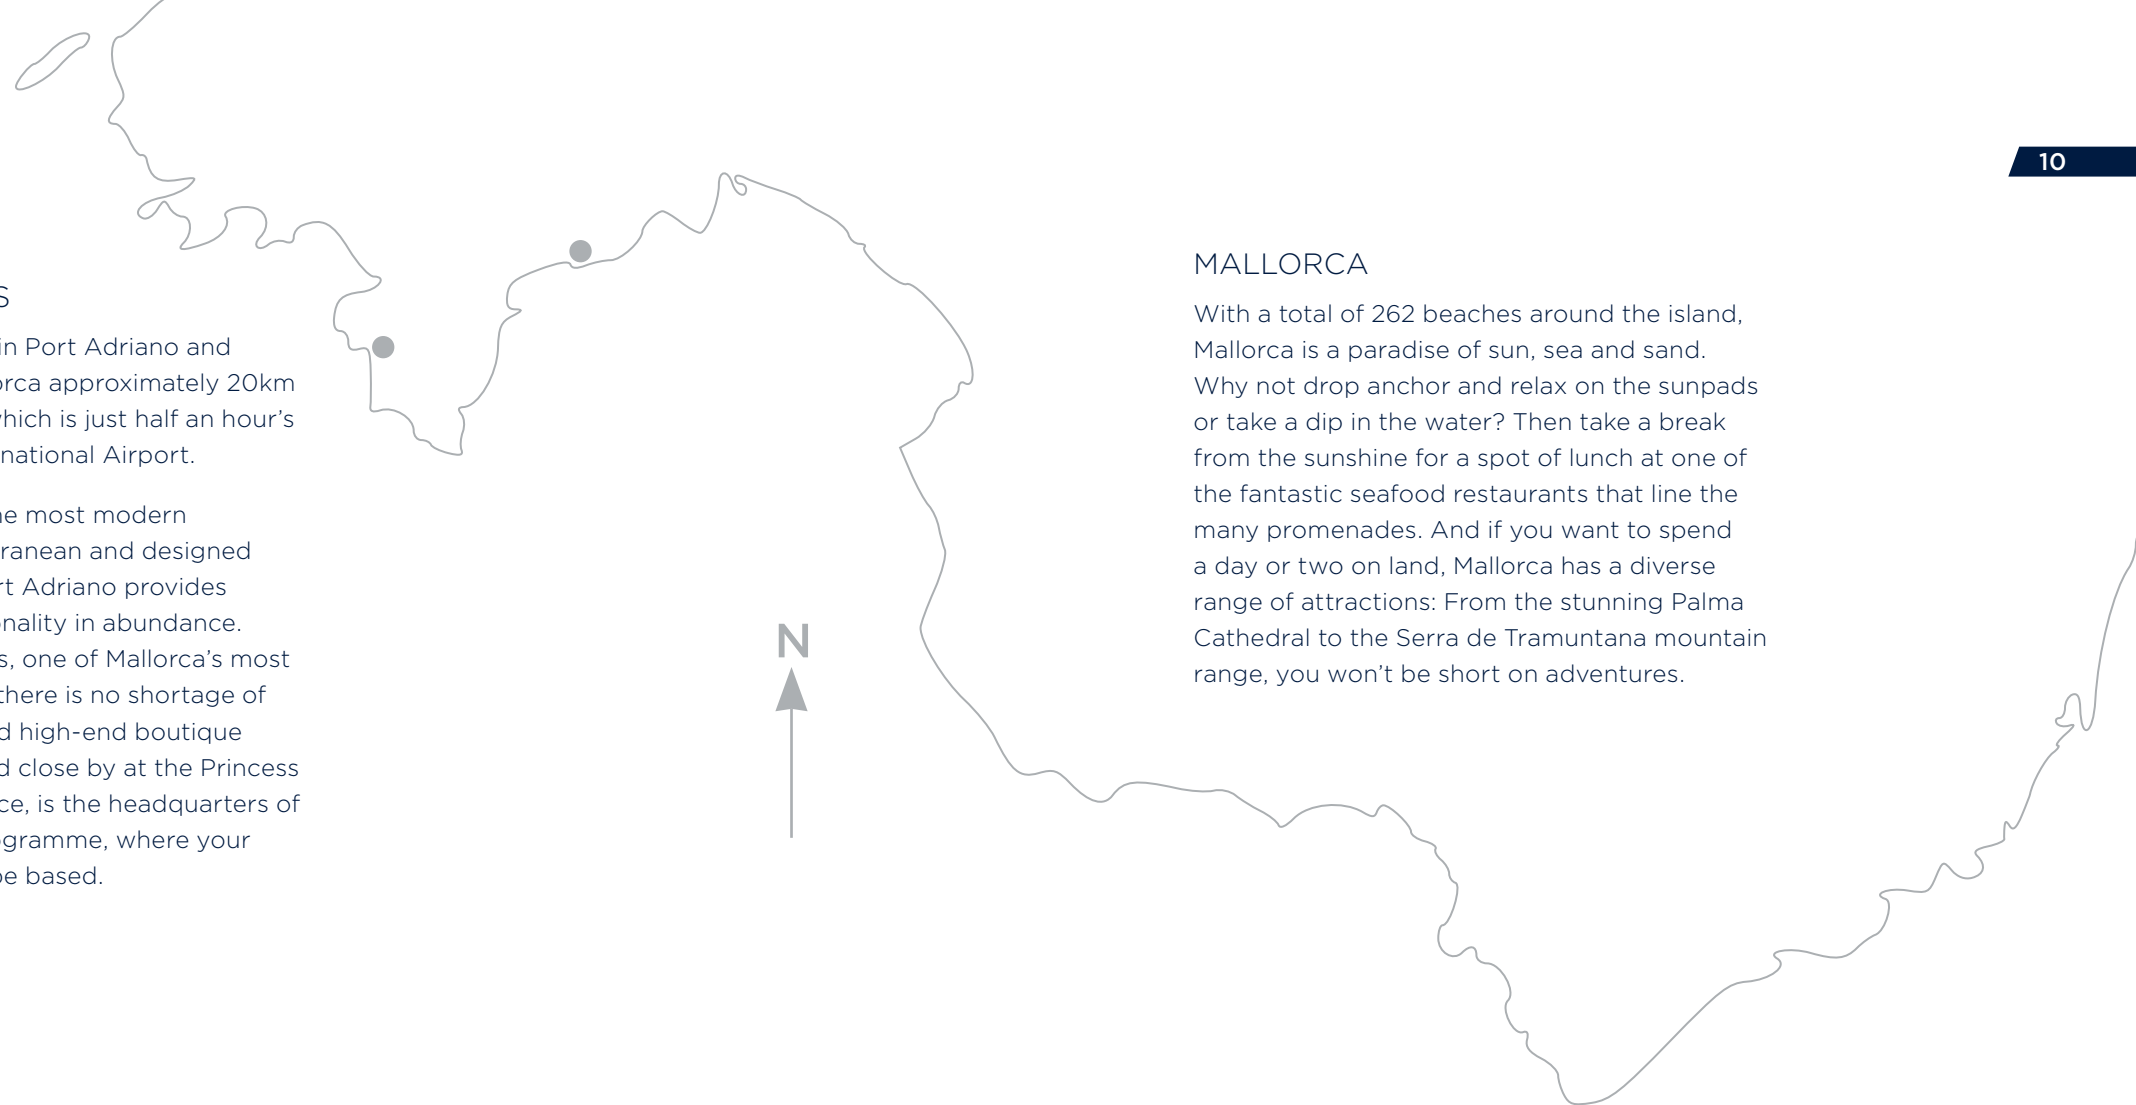 10
S
in Port Adriano and
orca approximately 20km
which is just half an hour’s
national Airport.
he most modern
rranean and designed
rt Adriano provides
onality in abundance.
s, one of Mallorca’s most
there is no shortage of
d high-end boutique
d close by at the Princess
ce, is the headquarters of
ogramme, where your
be based.
N
MALLORCA
With a total of 262 beaches around the island,
Mallorca is a paradise of sun, sea and sand.
Why not drop anchor and relax on the sunpads
or take a dip in the water? Then take a break
from the sunshine for a spot of lunch at one of
the fantastic seafood restaurants that line the
many promenades. And if you want to spend
a day or two on land, Mallorca has a diverse
range of attractions: From the stunning Palma
Cathedral to the Serra de Tramuntana mountain
range, you won’t be short on adventures.